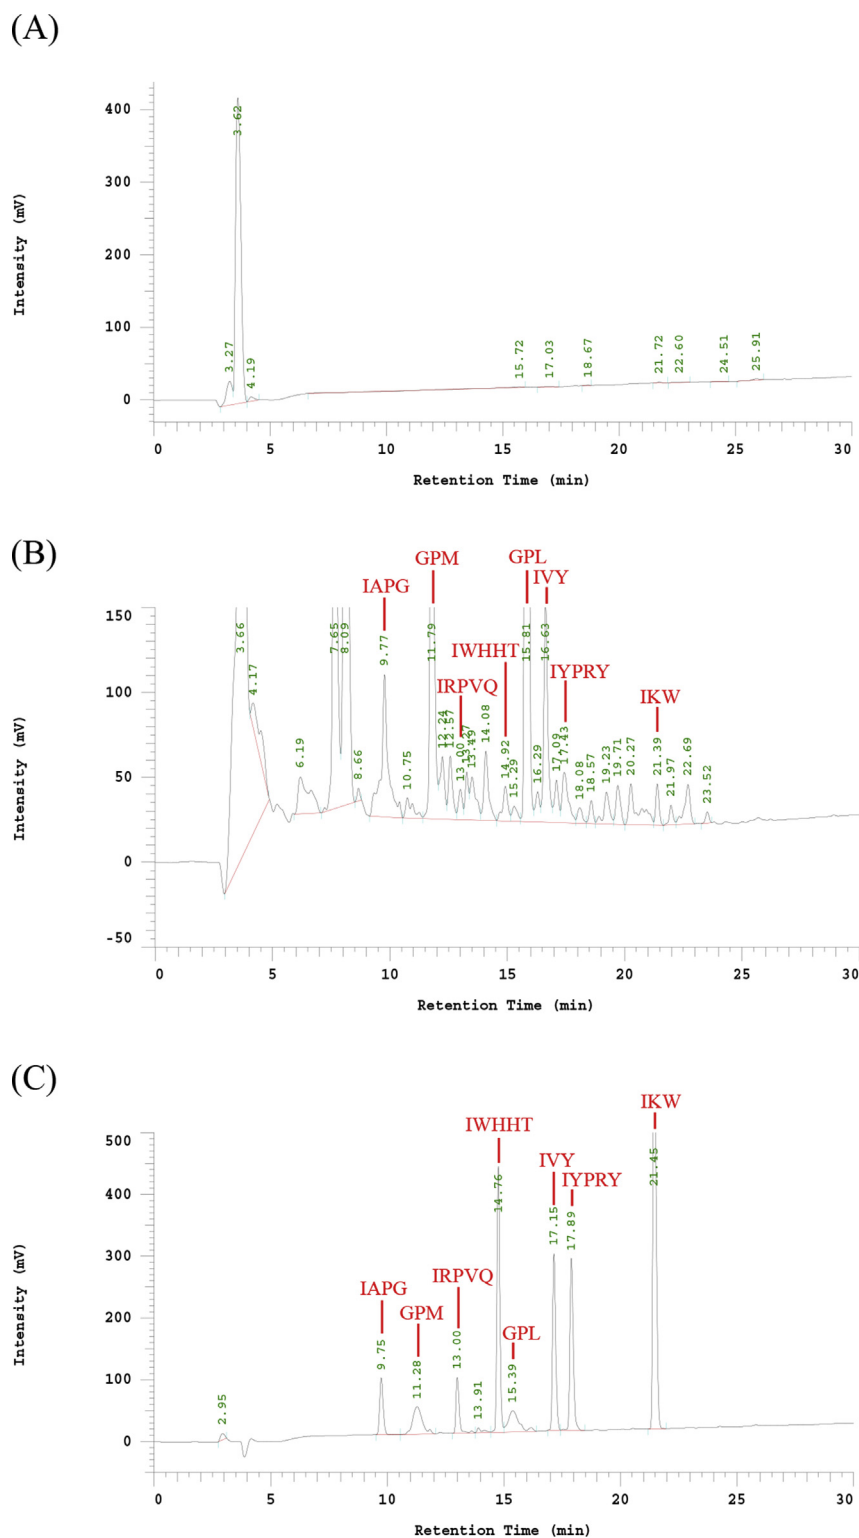 (A)
Intensity (mV)
400
300
200
100
0
3.27
3.62
4.19
15.72
17.03
18.67
21.72
22.60
24.51
25.91
0 5 10 15 20 25 30
Retention Time (min)
(B)
Intensity (mV)
150
100
50
0
-50
IAPG
GPM
IRPVQ
IWHHT
GPL
IVY
IYPRY
IKW
3.66
4.17
6.19
7.65
8.09
8.66
9.77
10.75
11.79
12.24
12.57
13.00
13.27
13.49
14.08
14.92
15.29
15.81
16.29
16.63
17.09
17.43
18.08
18.57
19.23
19.71
20.27
21.39
21.97
22.69
23.52
0 5 10 15 20 25 30
Retention Time (min)
(C)
Intensity (mV)
500
400
300
200
100
0
IAPG
GPM
IRPVQ
IWHHT
GPL
IVY
IYPRY
IKW
2.95
9.75
11.28
13.00
13.91
14.76
15.39
17.15
17.89
21.45
0 5 10 15 20 25 30
Retention Time (min)